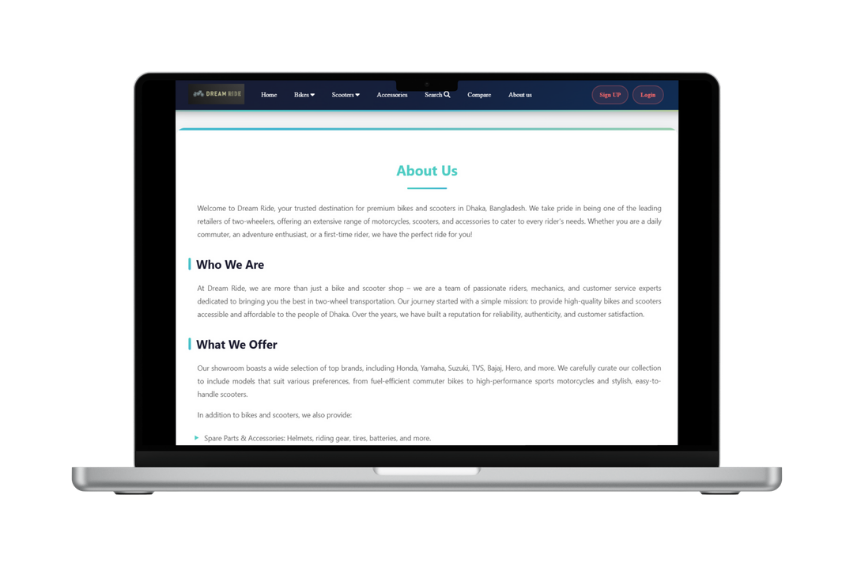 DREAM RIDE Home Bikes Scooters Accessories Search Compare About us Sign UP Login
About Us
Welcome to Dream Ride, your trusted destination for premium bikes and scooters in Dhaka, Bangladesh. We take pride in being one of the leading
retailers of two-wheelers, offering an extensive range of motorcycles, scooters, and accessories to cater to every rider's needs. Whether you are a daily
commuter, an adventure enthusiast, or a first-time rider, we have the perfect ride for you!
Who We Are
At Dream Ride, we are more than just a bike and scooter shop – we are a team of passionate riders, mechanics, and customer service experts
dedicated to bringing you the best in two-wheel transportation. Our journey started with a simple mission: to provide high-quality bikes and scooters
accessible and affordable to the people of Dhaka. Over the years, we have built a reputation for reliability, authenticity, and customer satisfaction.
What We Offer
Our showroom boasts a wide selection of top brands, including Honda, Yamaha, Suzuki, TVS, Bajaj, Hero, and more. We carefully curate our collection
to include models that suit various preferences, from fuel-efficient commuter bikes to high-performance sports motorcycles and stylish, easy-to-
handle scooters.
In addition to bikes and scooters, we also provide:
Spare Parts & Accessories: Helmets, riding gear, tires, batteries, and more.